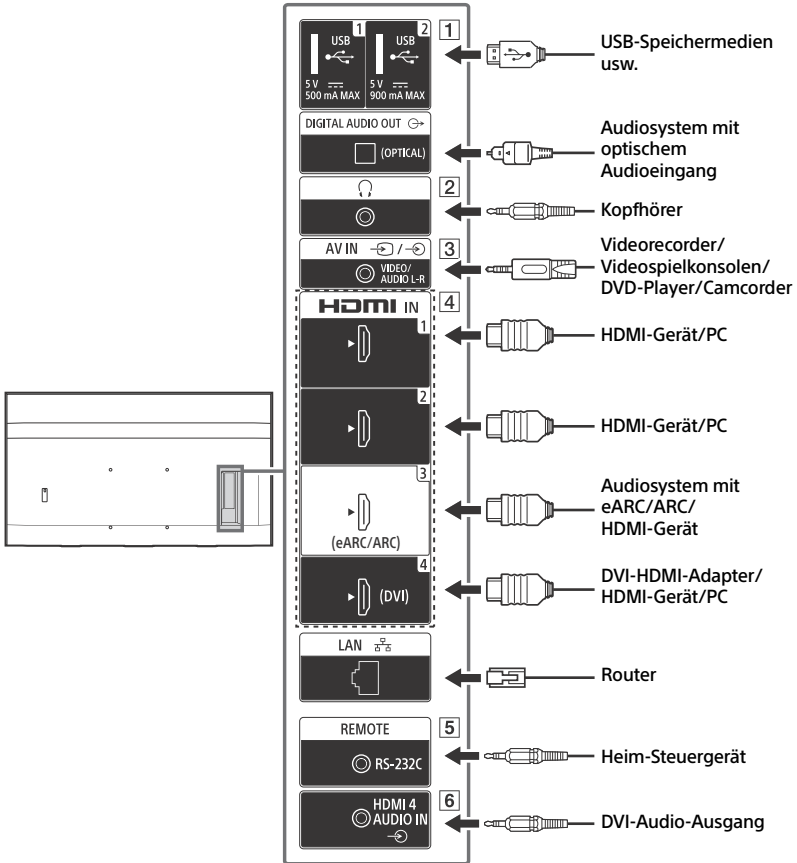 1
USB
5 V
500 mA MAX
2
USB
5 V
900 mA MAX
1
USB-Speichermedien
usw.
DIGITAL AUDIO OUT
(OPTICAL)
Audiosystem mit
optischem
Audioeingang
2
Kopfhörer
AV IN /
VIDEO/
AUDIO L-R
3
Videorecorder/
Videospielkonsolen/
DVD-Player/Camcorder
HDMI IN
4
1
HDMI-Gerät/PC
2
HDMI-Gerät/PC
3
(eARC/ARC)
Audiosystem mit
eARC/ARC/
HDMI-Gerät
4
(DVI)
DVI-HDMI-Adapter/
HDMI-Gerät/PC
LAN
Router
REMOTE
RS-232C
5
Heim-Steuergerät
HDMI 4
AUDIO IN
6
DVI-Audio-Ausgang